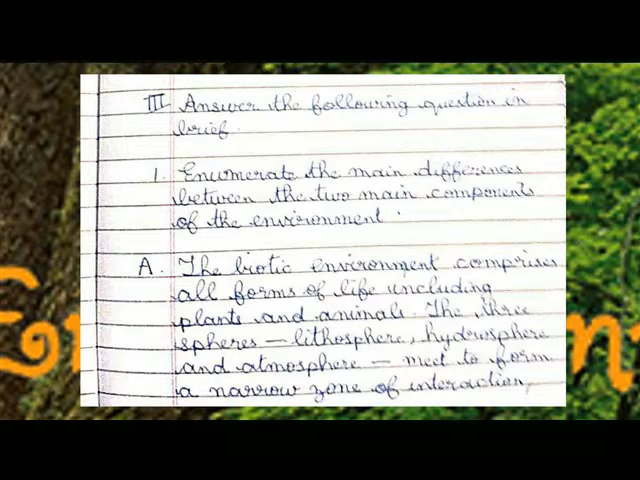 III Answer the following question in
brief.
1. Enumerate the main differences
between the two main components
of the environment.
A. The biotic environment comprises
all forms of life including
plants and animals. The three
spheres — lithosphere, hydrosphere
and atmosphere — meet to form
a narrow zone of interaction,